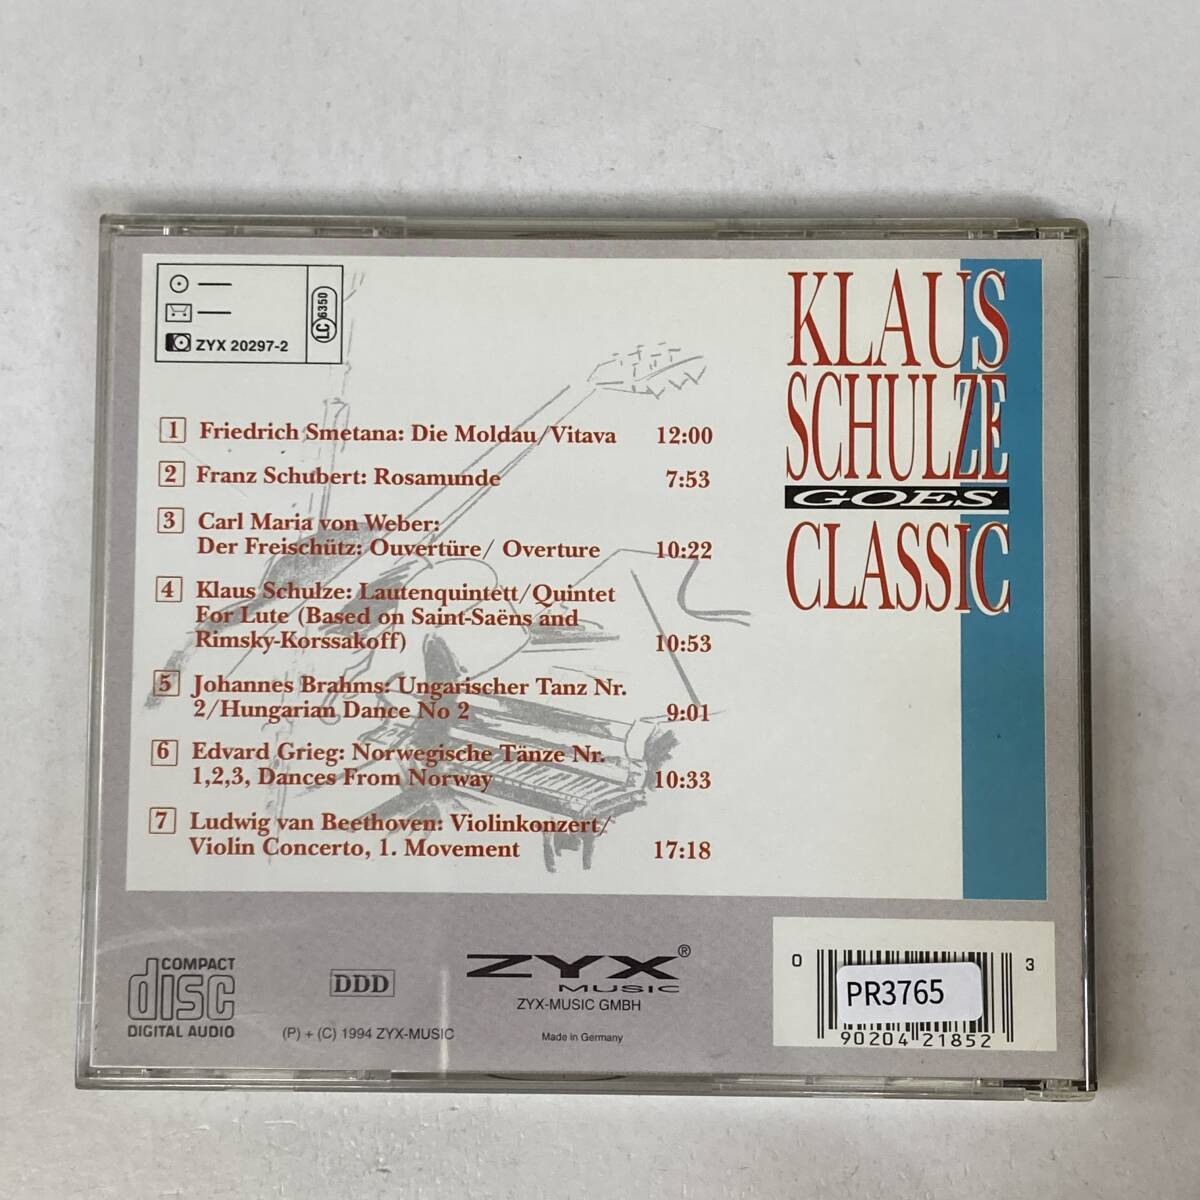 ZYX 20297-2
LC 6350
KLAUS
SCHULZE
GOES
CLASSIC
1 Friedrich Smetana: Die Moldau/Vitava 12:00
2 Franz Schubert: Rosamunde 7:53
3 Carl Maria von Weber:
Der Freischütz: Ouvertüre/ Overture 10:22
4 Klaus Schulze: Lautenquintett/Quintet
For Lute (Based on Saint-Saëns and
Rimsky-Korssakoff) 10:53
5 Johannes Brahms: Ungarischer Tanz Nr.
2/Hungarian Dance No 2 9:01
6 Edvard Grieg: Norwegische Tänze Nr.
1,2,3, Dances From Norway 10:33
7 Ludwig van Beethoven: Violinkonzert/
Violin Concerto, 1. Movement 17:18
COMPACT
disc
DIGITAL AUDIO
DDD
(P) + (C) 1994 ZYX-MUSIC
ZYX®
MUSIC
ZYX-MUSIC GMBH
Made in Germany
0 3
PR3765
90204 21852